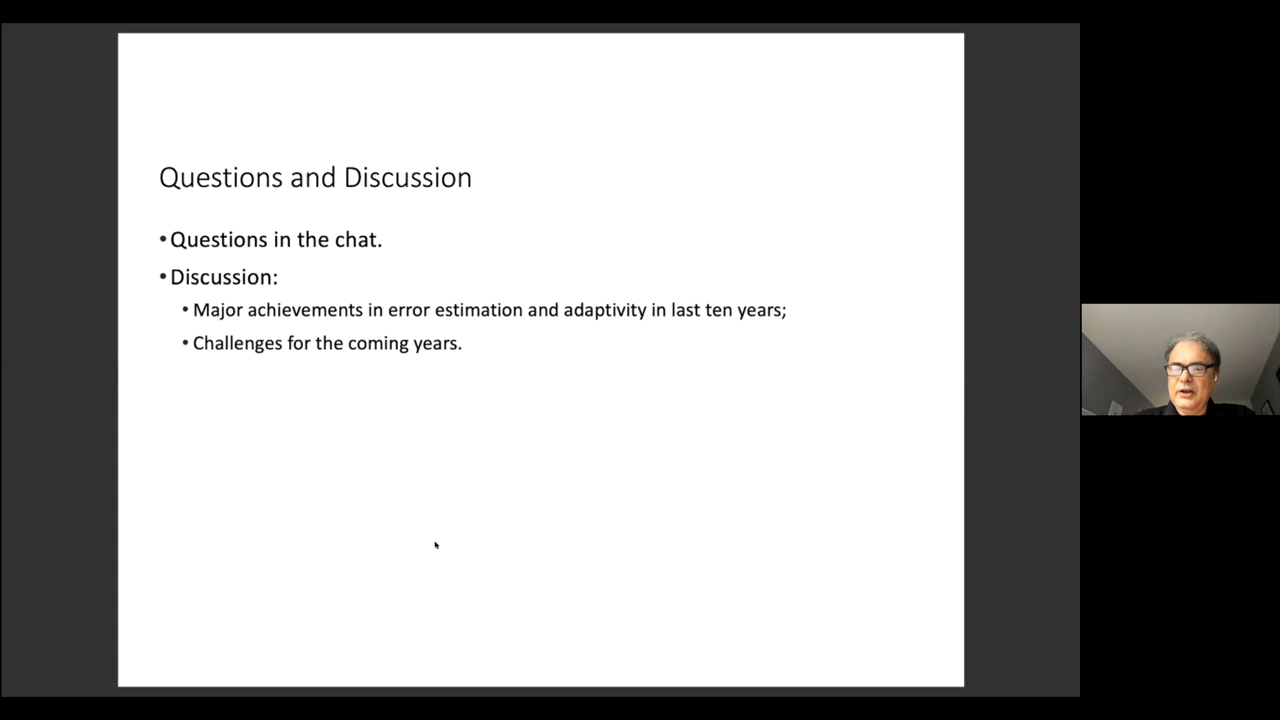 Questions and Discussion
•Questions in the chat.
•Discussion:
•Major achievements in error estimation and adaptivity in last ten years;
•Challenges for the coming years.